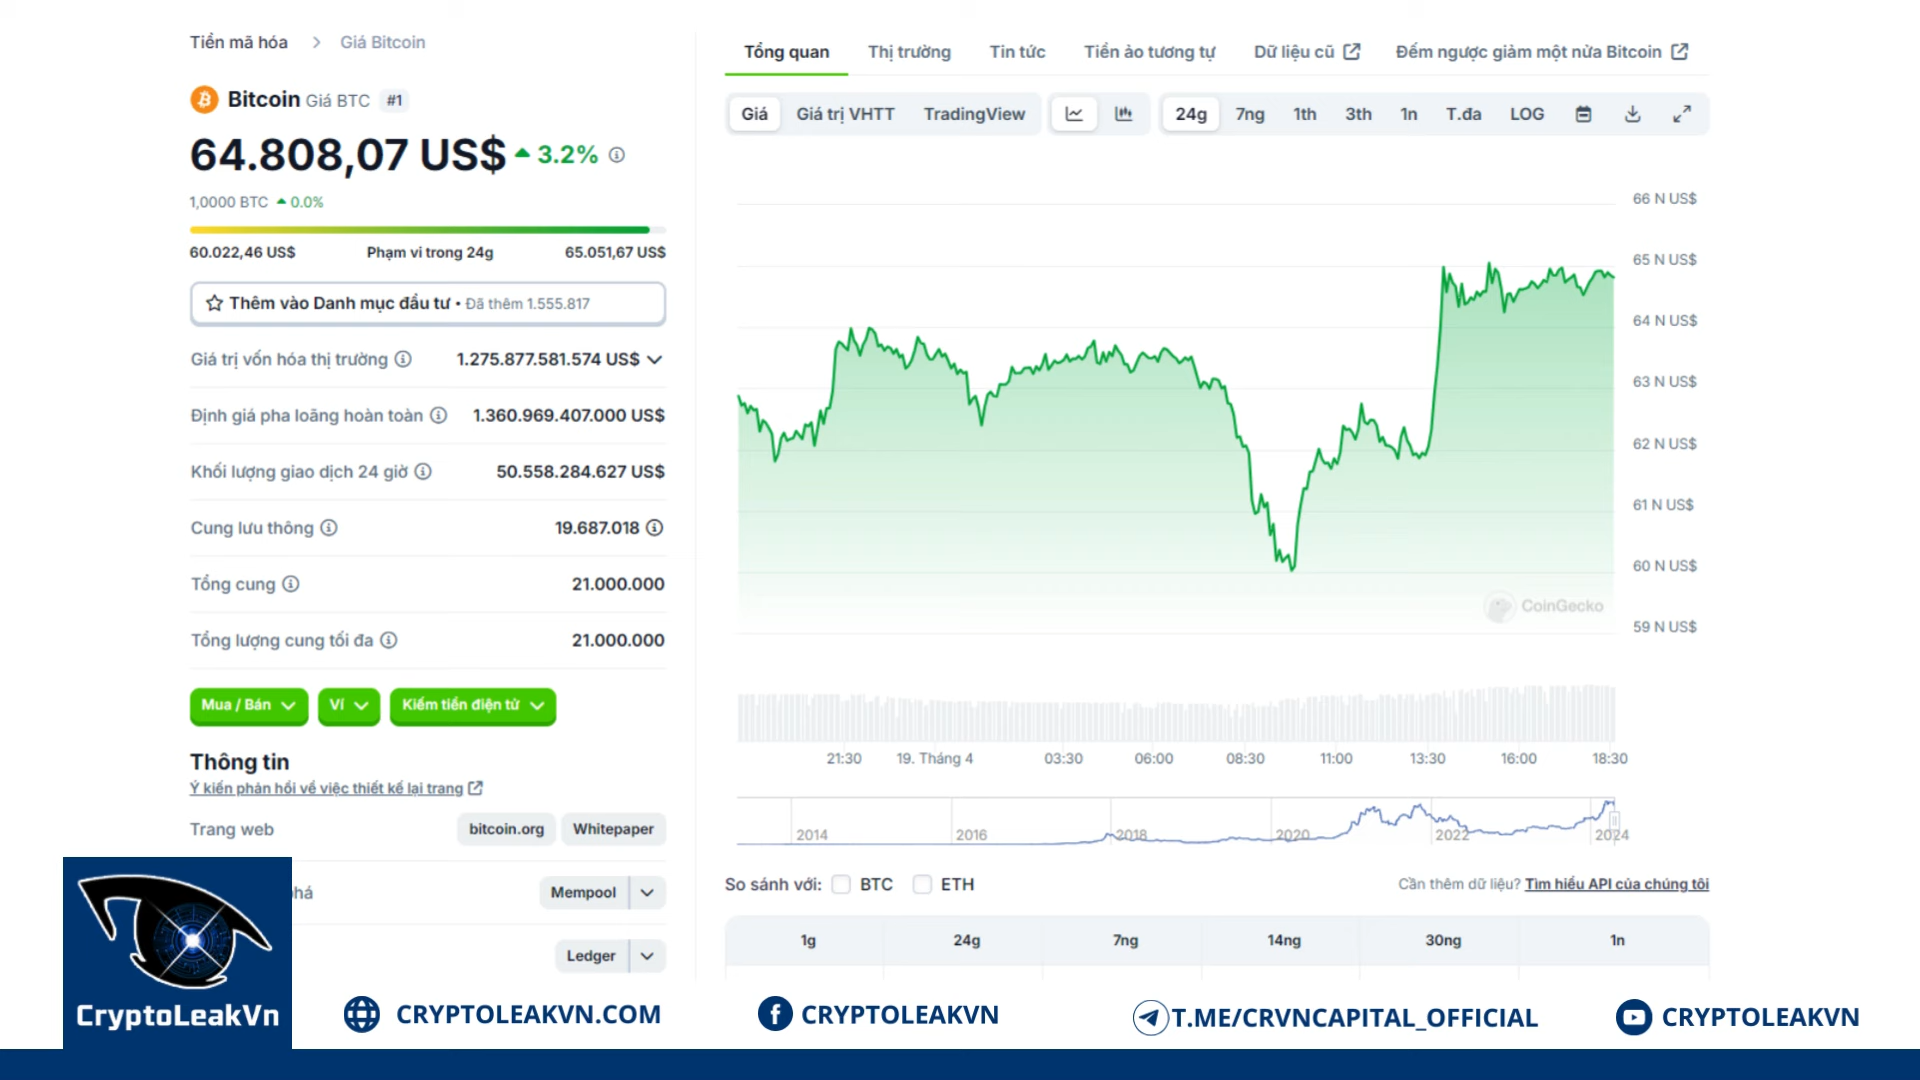 Tiền mã hóa > Giá Bitcoin
Bitcoin Giá BTC #1
64.808,07 US$ 3.2%
1,0000 BTC 0.0%
60.022,46 US$ Phạm vi trong 24g 65.051,67 US$
Thêm vào Danh mục đầu tư • Đã thêm 1.555.817
Giá trị vốn hóa thị trường 1.275.877.581.574 US$
Định giá pha loãng hoàn toàn 1.360.969.407.000 US$
Khối lượng giao dịch 24 giờ 50.558.284.627 US$
Cung lưu thông 19.687.018
Tổng cung 21.000.000
Tổng lượng cung tối đa 21.000.000
Mua / Bán Ví Kiếm tiền điện tử
Thông tin
Ý kiến phản hồi về việc thiết kế lại trang
Trang web bitcoin.org Whitepaper
Mempool
Ledger
Tổng quan Thị trường Tin tức Tiền ảo tương tự Dữ liệu cũ Đếm ngược giảm một nửa Bitcoin
Giá Giá trị VHTT TradingView 24g 7ng 1th 3th 1n T.đa LOG
66 N US$
65 N US$
64 N US$
63 N US$
62 N US$
61 N US$
60 N US$
CoinGecko
59 N US$
21:30 19. Tháng 4 03:30 06:00 08:30 11:00 13:30 16:00 18:30
2014 2016 2018 2020 2022 2024
So sánh với: BTC ETH Cần thêm dữ liệu? Tìm hiểu API của chúng tôi
1g 24g 7ng 14ng 30ng 1n
CryptoLeakVn
CRYPTOLEAKVN.COM CRYPTOLEAKVN T.ME/CRVNCAPITAL_OFFICIAL CRYPTOLEAKVN